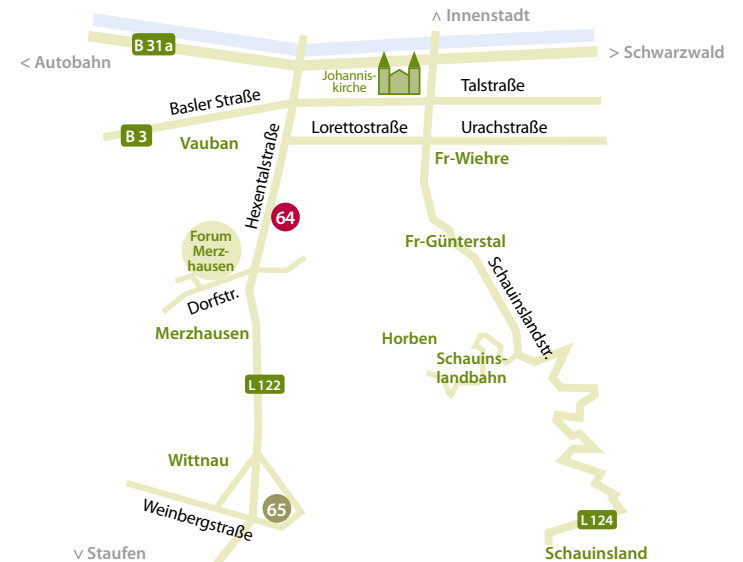 ˄ Innenstadt
B 31a
< Autobahn
> Schwarzwald
Johannis-
kirche
Talstraße
Basler Straße
B 3
Lorettostraße
Urachstraße
Vauban
Hexentalstraße
Fr-Wiehre
64
Forum
Merz-
hausen
Fr-Günterstal
Schauinslandstr.
Dorfstr.
Merzhausen
Horben
Schauins-
landbahn
L 122
Wittnau
65
Weinbergstraße
L 124
˅ Staufen
Schauinsland